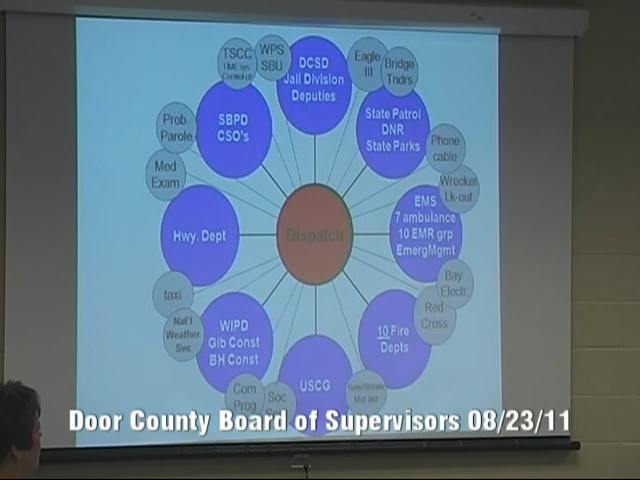 TSCC
WPS
SBU
DCSD
Jail Division
Deputies
Eagle
III
Bridge
Tndrs
SBPD
CSO's
State Patrol
DNR
State Parks
Prob.
Parole
Phone
cable
Med
Exam
Wrecker
Lk-out
EMS
7 ambulance
10 EMR grp
EmergMgmt
Hwy. Dept
Dispatch
Bay
Electr.
taxi
Red
Cross
Nat'l
Weather
Svc
WIPD
Gib Const
BH Const
10 Fire
Depts
USCG
Com
Prog
Soc
Door County Board of Supervisors 08/23/11